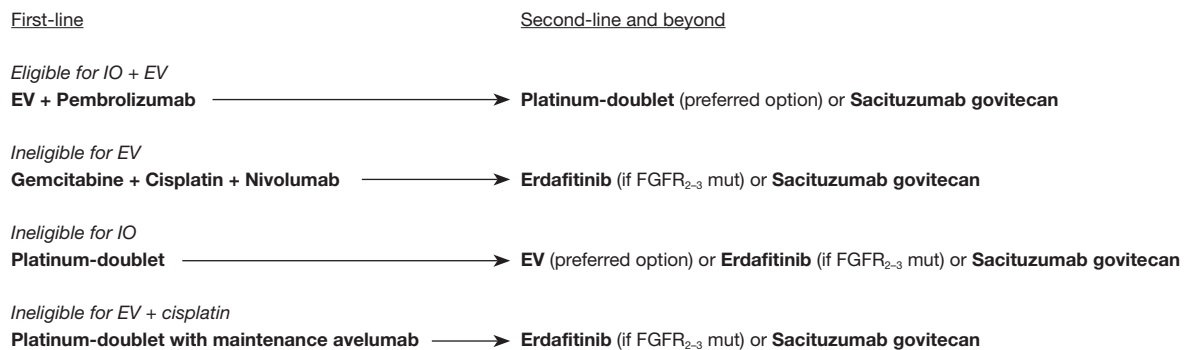 First-line Second-line and beyond
Eligible for IO + EV
EV + Pembrolizumab Platinum-doublet (preferred option) or Sacituzumab govitecan
Ineligible for EV
Gemcitabine + Cisplatin + Nivolumab Erdafitinib (if FGFR₂₋₃ mut) or Sacituzumab govitecan
Ineligible for IO
Platinum-doublet EV (preferred option) or Erdafitinib (if FGFR₂₋₃ mut) or Sacituzumab govitecan
Ineligible for EV + cisplatin
Platinum-doublet with maintenance avelumab Erdafitinib (if FGFR₂₋₃ mut) or Sacituzumab govitecan